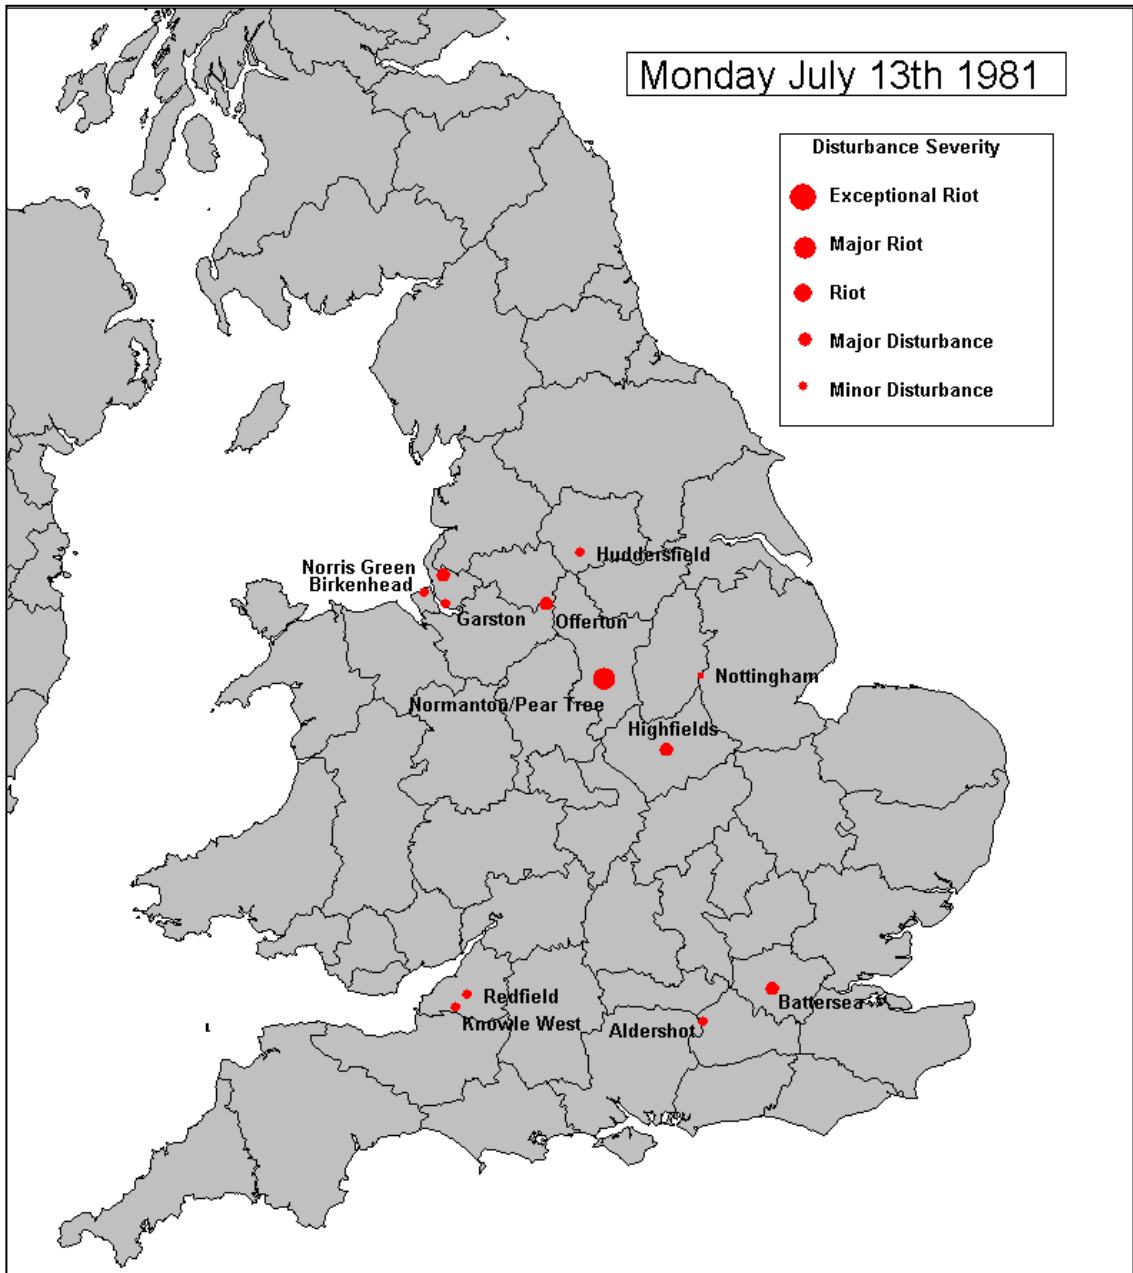 Monday July 13th 1981
Disturbance Severity
Exceptional Riot
Major Riot
Riot
Major Disturbance
Minor Disturbance
Huddersfield
Norris Green
Birkenhead
Garston
Offerton
Nottingham
Normanton/Pear Tree
Highfields
Redfield
Knowle West
Battersea
Aldershot